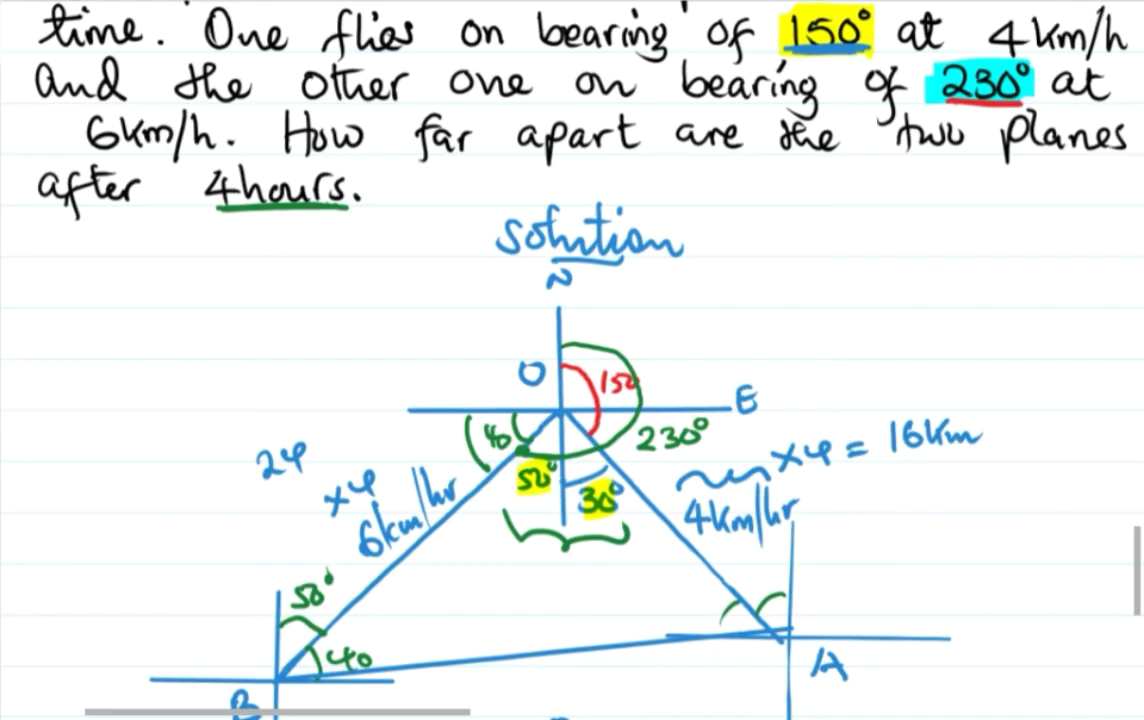 time. One flies on bearing of 150° at 4km/h
and the other one on bearing of 230° at
6km/h. How far apart are the two planes
after 4hours.
solution
N
O
150
E
40
230°
50°
30°
24
x4
6km/hr
x4 = 16km
4km/hr
50°
40
A
B